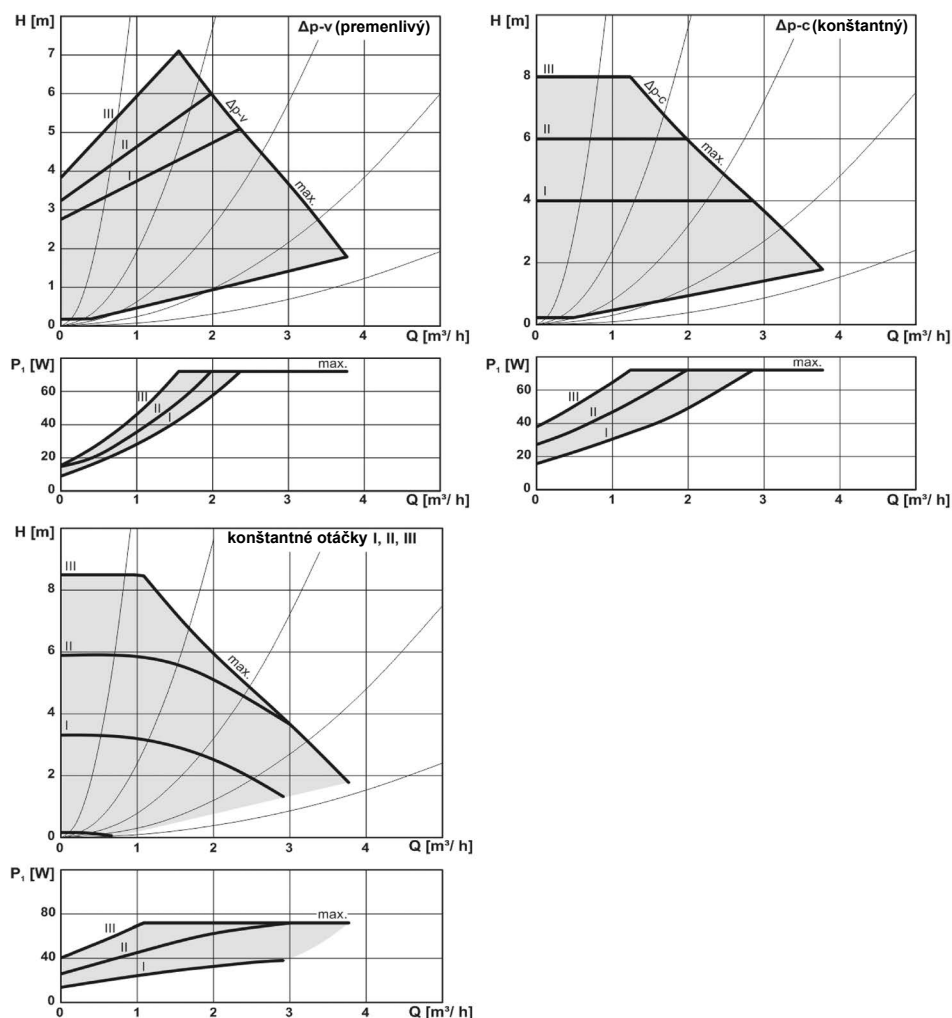 H [m]
Δp-v (premenlivý)
7
6
5
4
3
2
1
0
III
II
I
Δp-v
max.
0 1 2 3 4
Q [m³/ h]
P₁ [W]
60
40
20
0
III
II
I
max.
0 1 2 3 4
Q [m³/ h]
H [m]
Δp-c (konštantný)
8
6
4
2
0
III
II
I
Δp-c
max.
0 1 2 3 4
Q [m³/ h]
P₁ [W]
60
40
20
0
III
II
I
max.
0 1 2 3 4
Q [m³/ h]
H [m]
konštantné otáčky I, II, III
8
6
4
2
0
III
II
I
max.
0 1 2 3 4
Q [m³/ h]
P₁ [W]
80
40
0
III
II
I
max.
0 1 2 3 4
Q [m³/ h]